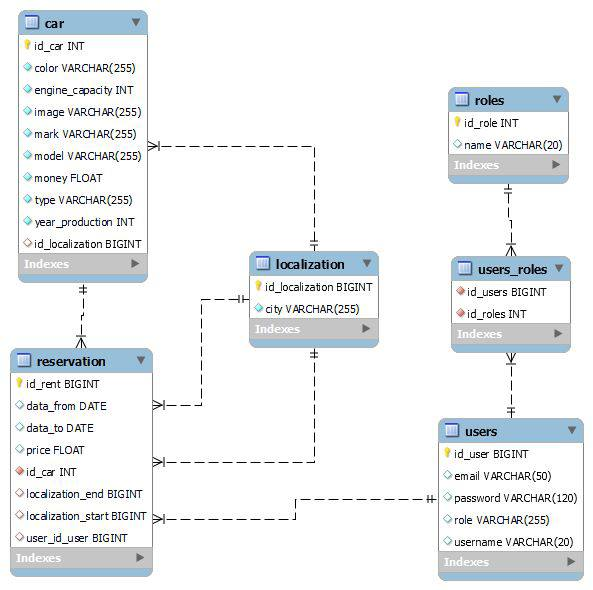 car
id_car INT
color VARCHAR(255)
engine_capacity INT
image VARCHAR(255)
mark VARCHAR(255)
model VARCHAR(255)
money FLOAT
type VARCHAR(255)
year_production INT
id_localization BIGINT
Indexes
roles
id_role INT
name VARCHAR(20)
Indexes
localization
id_localization BIGINT
city VARCHAR(255)
Indexes
users_roles
id_users BIGINT
id_roles INT
Indexes
reservation
id_rent BIGINT
data_from DATE
data_to DATE
price FLOAT
id_car INT
localization_end BIGINT
localization_start BIGINT
user_id_user BIGINT
Indexes
users
id_user BIGINT
email VARCHAR(50)
password VARCHAR(120)
role VARCHAR(255)
username VARCHAR(20)
Indexes